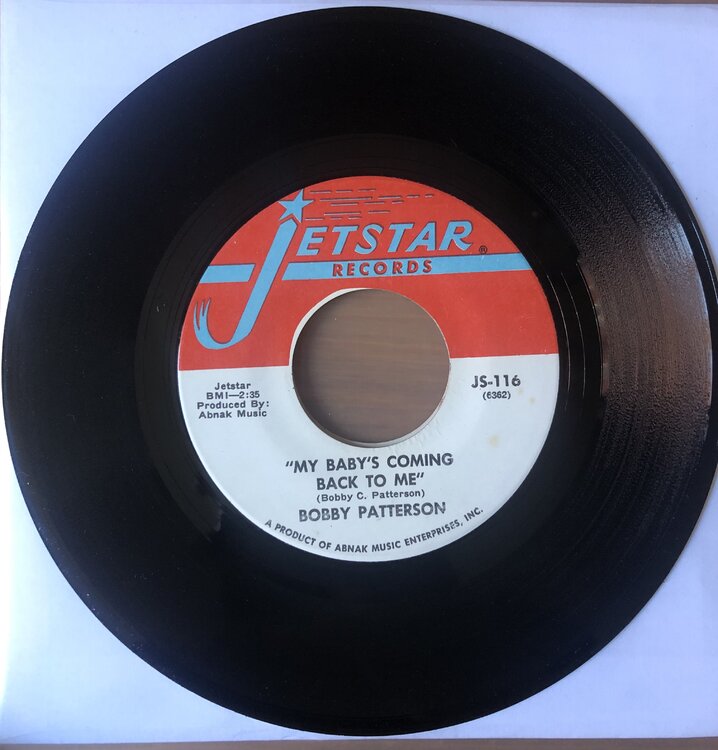 JETSTAR ®
RECORDS
Jetstar
BMI—2:35
Produced By:
Abnak Music
JS-116
(6362)
"MY BABY'S COMING
BACK TO ME"
(Bobby C. Patterson)
BOBBY PATTERSON
A PRODUCT OF ABNAK MUSIC ENTERPRISES, INC.